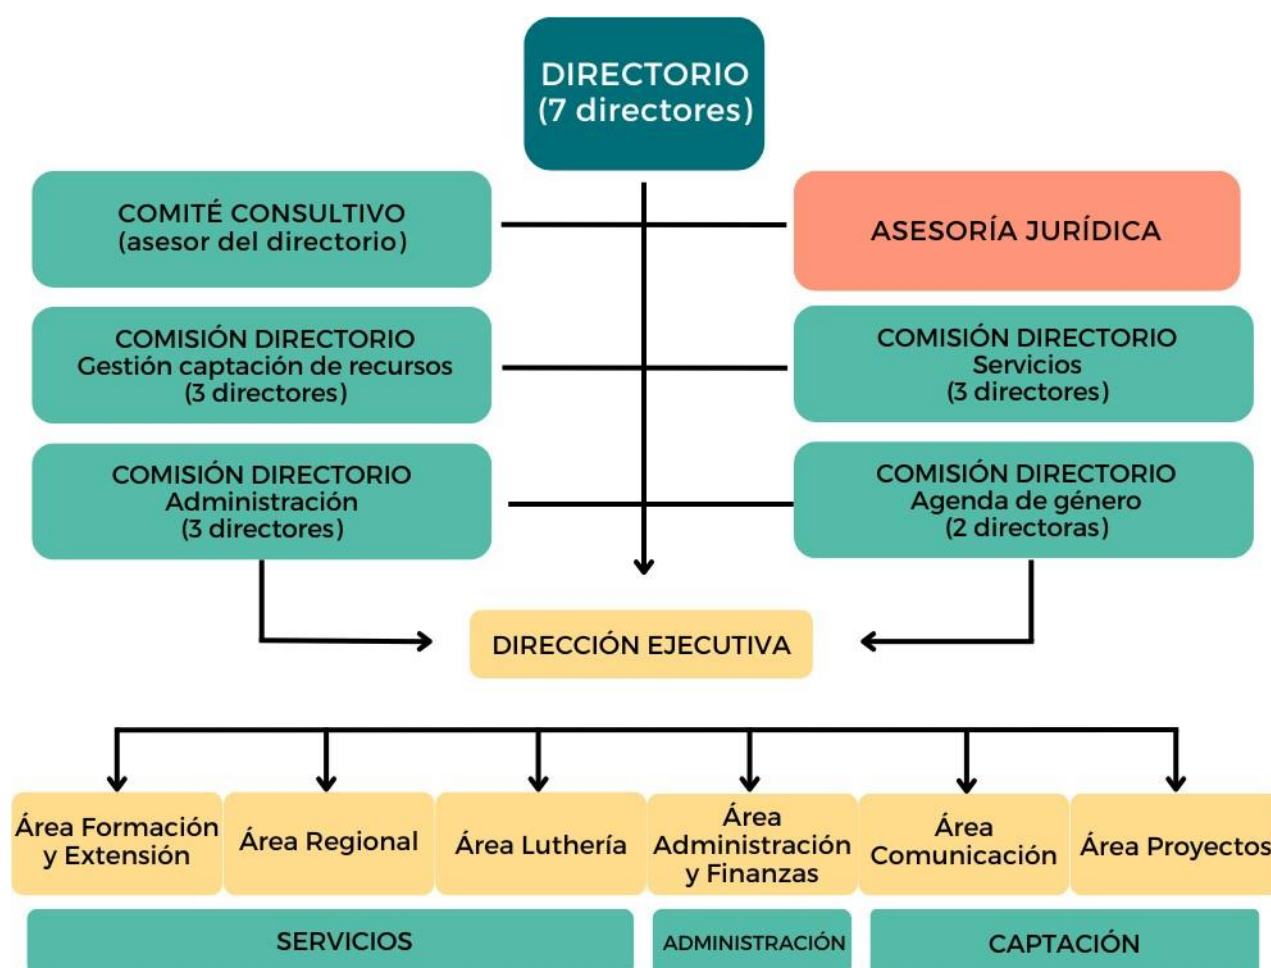 DIRECTORIO
(7 directores)
COMITÉ CONSULTIVO
(asesor del directorio)
ASESORÍA JURÍDICA
COMISIÓN DIRECTORIO
Gestión captación de recursos
(3 directores)
COMISIÓN DIRECTORIO
Servicios
(3 directores)
COMISIÓN DIRECTORIO
Administración
(3 directores)
COMISIÓN DIRECTORIO
Agenda de género
(2 directoras)
DIRECCIÓN EJECUTIVA
Área Formación
y Extensión
Área Regional
Área Luthería
Área
Administración
y Finanzas
Área
Comunicación
Área Proyectos
SERVICIOS
ADMINISTRACIÓN
CAPTACIÓN